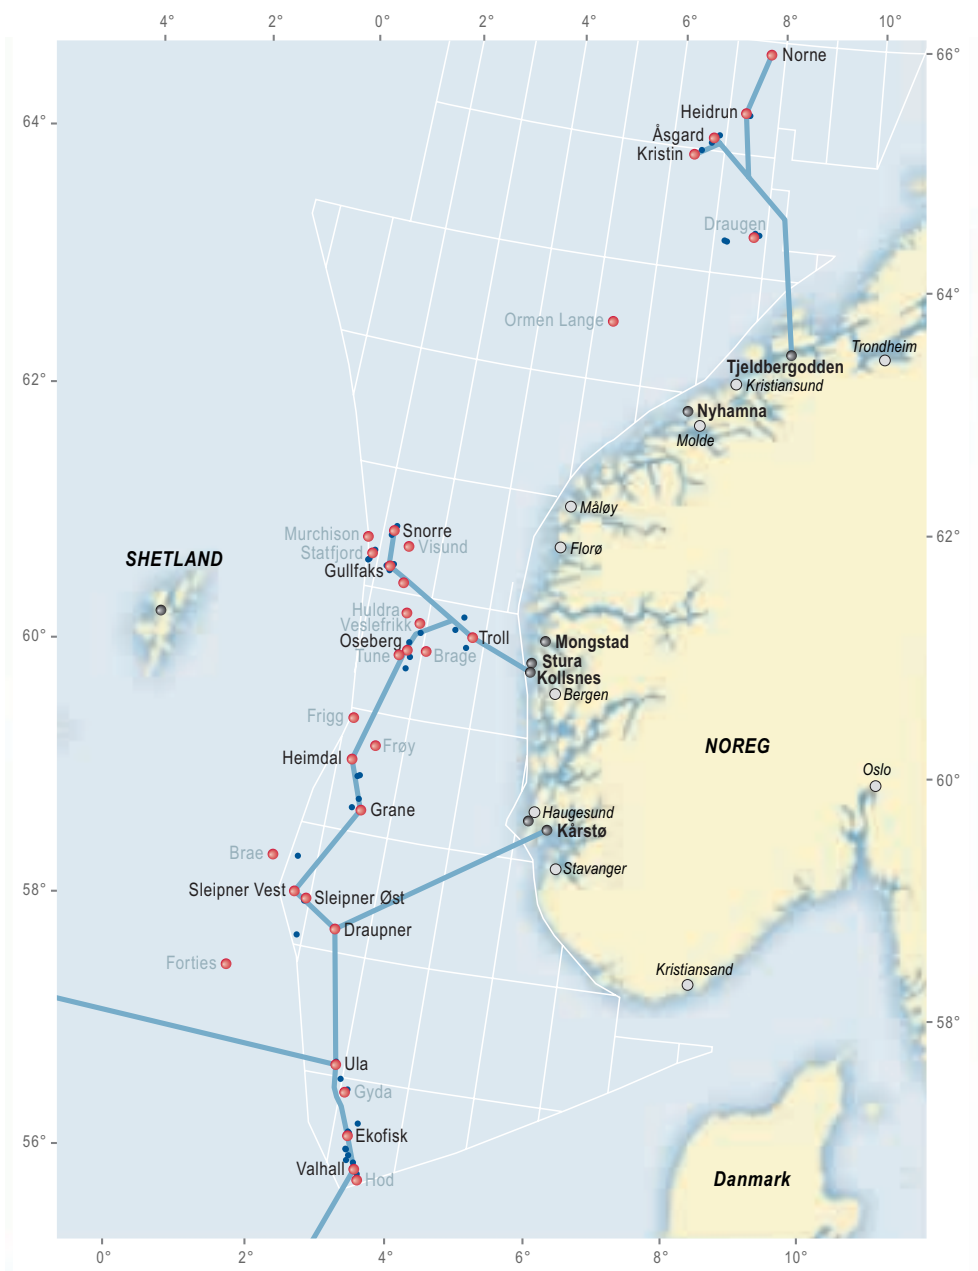 4°
2°
0°
2°
4°
6°
8°
10°
Norne
66°
Heidrun
64°
Åsgard
Kristin
Draugen
64°
Ormen Lange
Trondheim
Tjeldbergodden
62°
Kristiansund
Nyhamna
Molde
Måløy
Snorre
Murchison
62°
Visund
Florø
Statfjord
SHETLAND
Gullfaks
Huldra
Veslefrikk
60°
Troll
Oseberg
Mongstad
Tune
Brage
Stura
Kollsnes
Bergen
Frigg
Frøy
NOREG
Heimdal
Oslo
60°
Grane
Haugesund
Kårstø
Brae
Stavanger
58°
Sleipner Vest
Sleipner Øst
Draupner
Forties
Kristiansand
58°
Ula
Gyda
Ekofisk
56°
Valhall
Hod
Danmark
0°
2°
4°
6°
8°
10°